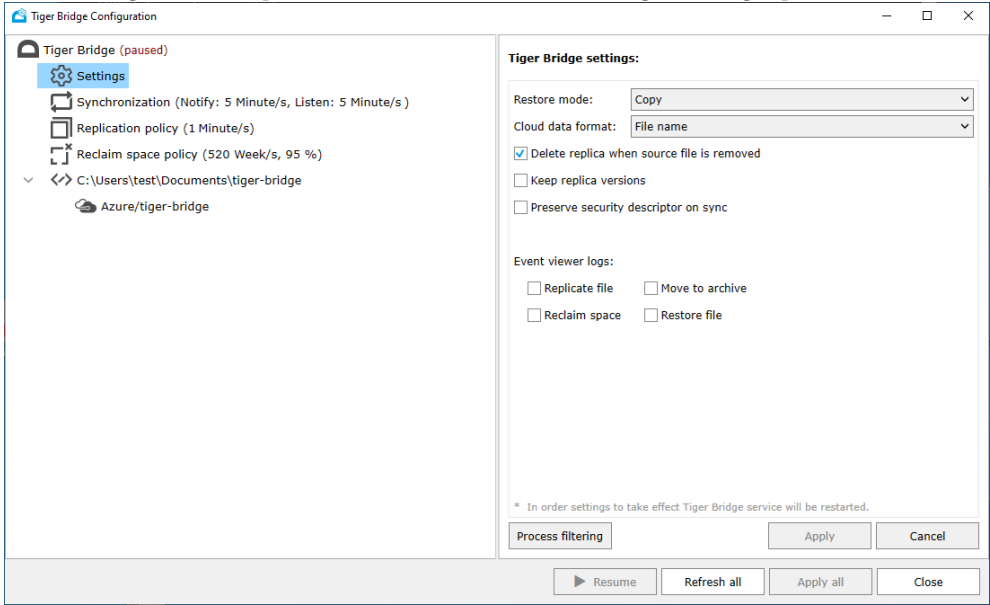 Tiger Bridge Configuration
Tiger Bridge (paused)
Settings
Synchronization (Notify: 5 Minute/s, Listen: 5 Minute/s )
Replication policy (1 Minute/s)
Reclaim space policy (520 Week/s, 95 %)
C:\Users\test\Documents\tiger-bridge
Azure/tiger-bridge
Tiger Bridge settings:
Restore mode: Copy
Cloud data format: File name
Delete replica when source file is removed
Keep replica versions
Preserve security descriptor on sync
Event viewer logs:
Replicate file Move to archive
Reclaim space Restore file
* In order settings to take effect Tiger Bridge service will be restarted.
Process filtering Apply Cancel
Resume Refresh all Apply all Close